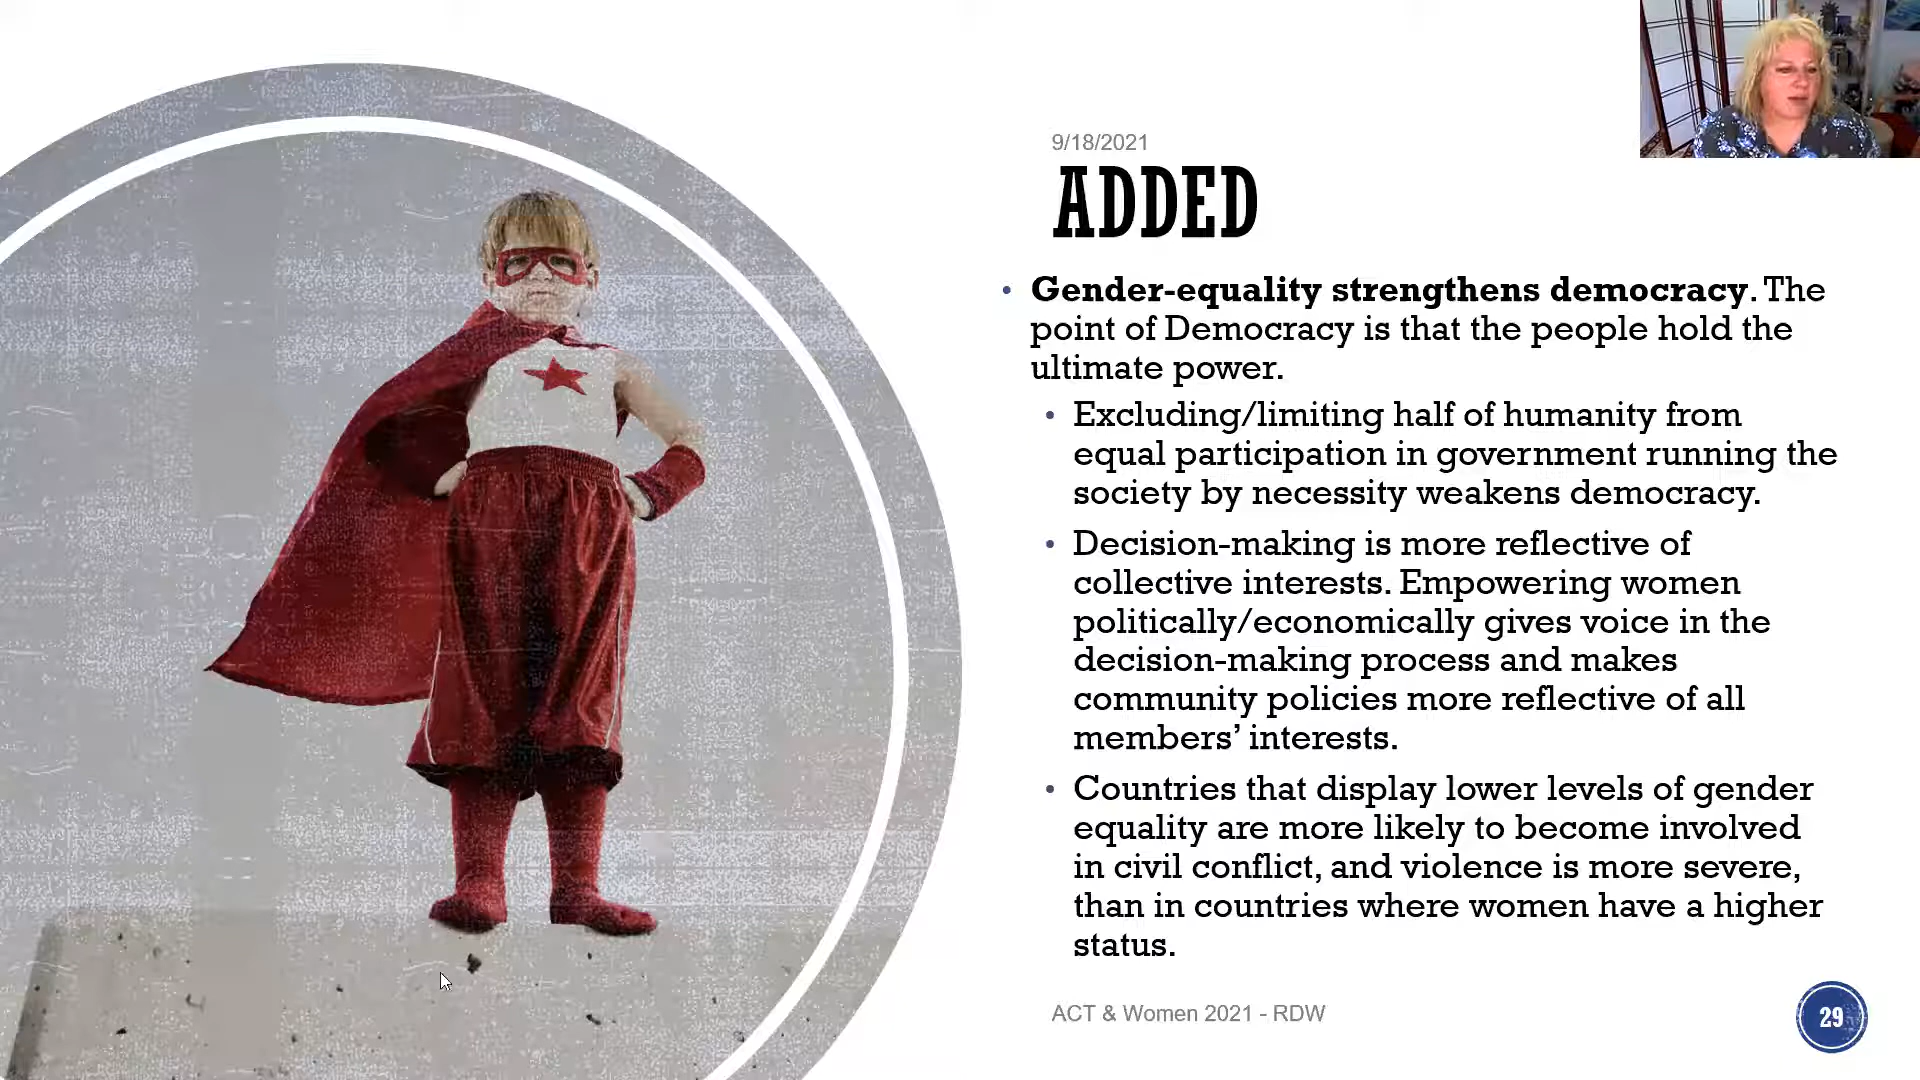 9/18/2021
ADDED
• Gender-equality strengthens democracy. The
point of Democracy is that the people hold the
ultimate power.
• Excluding/limiting half of humanity from
equal participation in government running the
society by necessity weakens democracy.
• Decision-making is more reflective of
collective interests. Empowering women
politically/economically gives voice in the
decision-making process and makes
community policies more reflective of all
members’ interests.
• Countries that display lower levels of gender
equality are more likely to become involved
in civil conflict, and violence is more severe,
than in countries where women have a higher
status.
ACT & Women 2021 - RDW
29